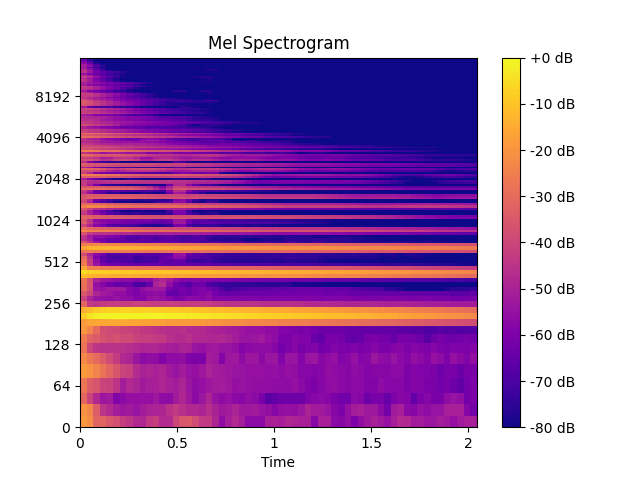 Mel Spectrogram
8192
4096
2048
1024
512
256
128
64
0
0 0.5 1 1.5 2
Time
+0 dB
-10 dB
-20 dB
-30 dB
-40 dB
-50 dB
-60 dB
-70 dB
-80 dB